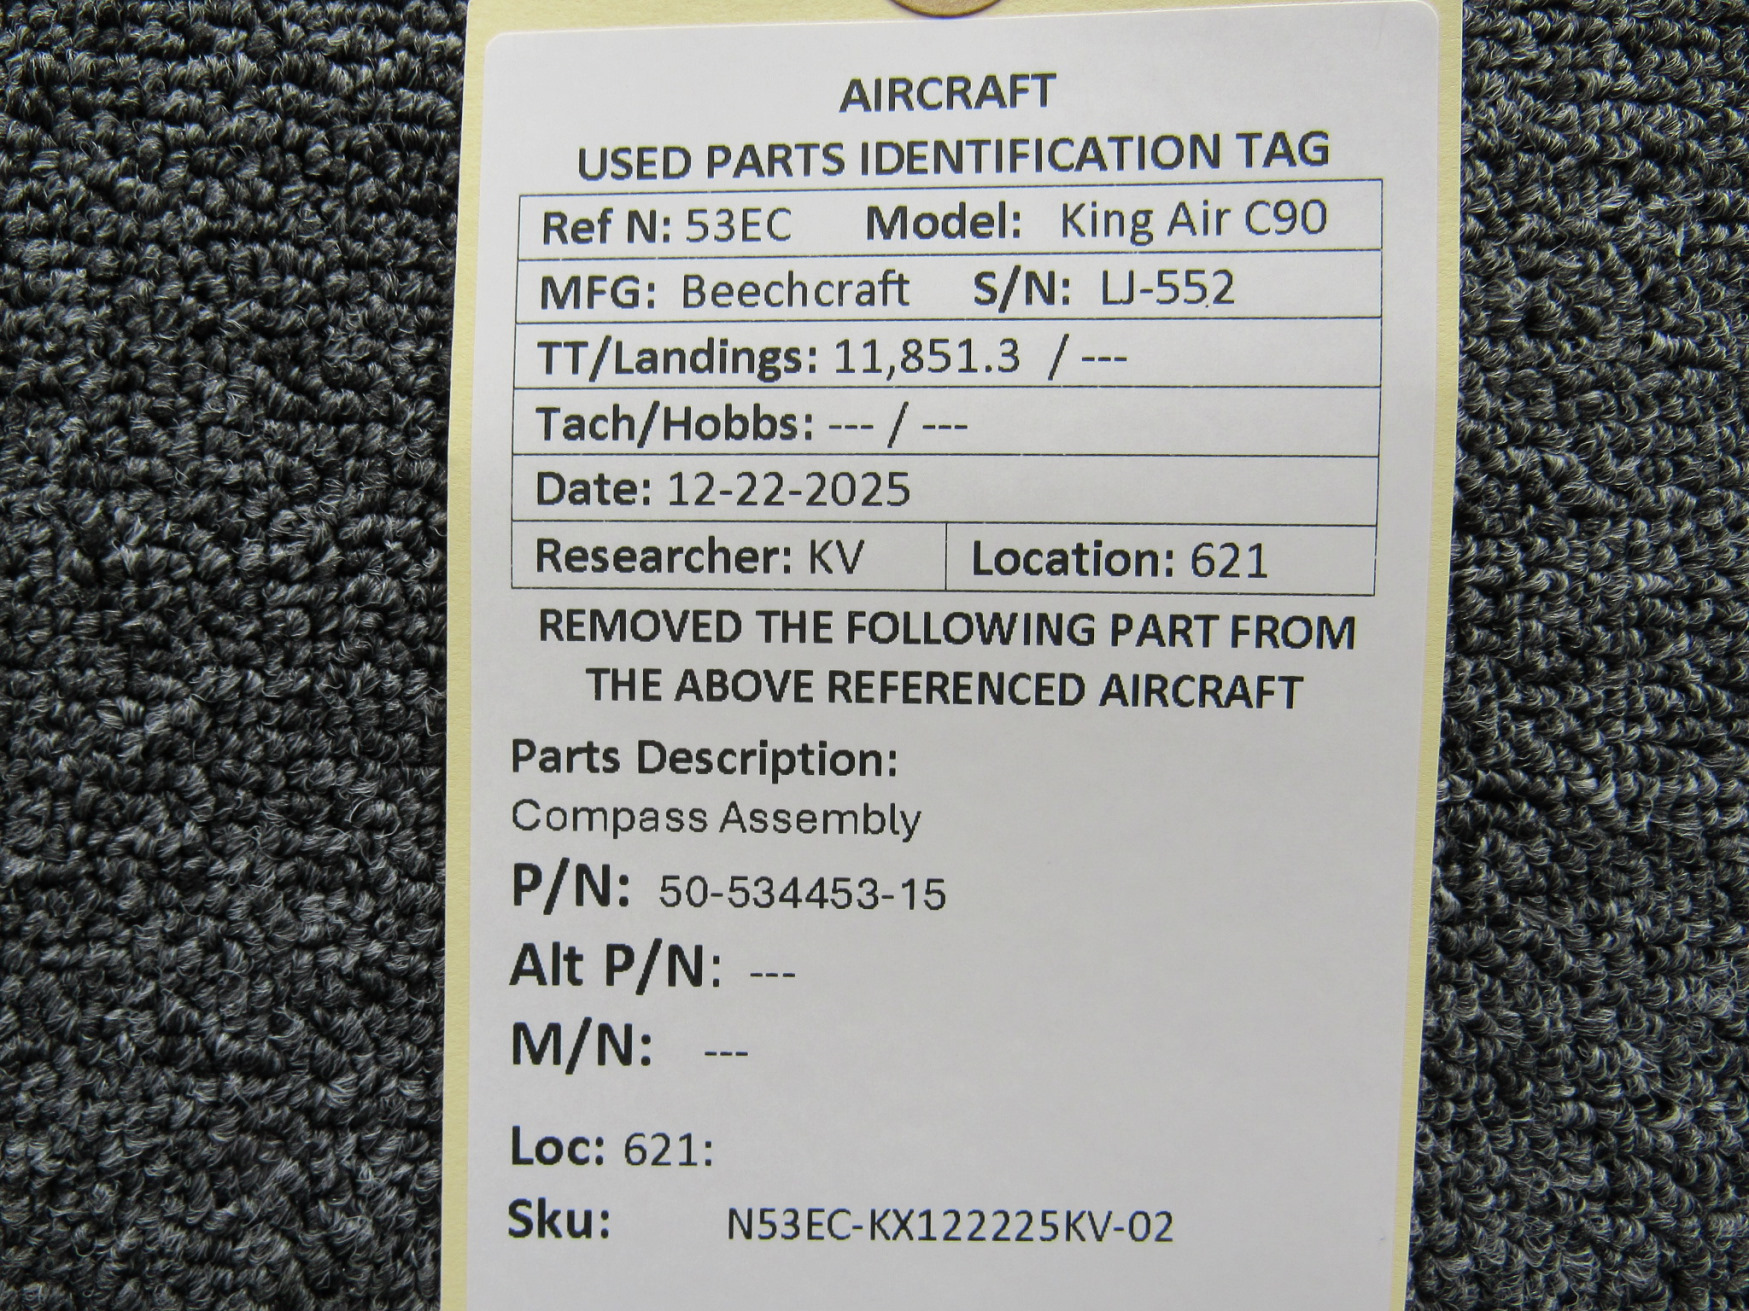 AIRCRAFT
USED PARTS IDENTIFICATION TAG
Ref N: 53EC Model: King Air C90
MFG: Beechcraft S/N: LJ-552
TT/Landings: 11,851.3 / ---
Tach/Hobbs: --- / ---
Date: 12-22-2025
Researcher: KV Location: 621
REMOVED THE FOLLOWING PART FROM
THE ABOVE REFERENCED AIRCRAFT
Parts Description:
Compass Assembly
P/N: 50-534453-15
Alt P/N: ---
M/N: ---
Loc: 621:
Sku: N53EC-KX122225KV-02